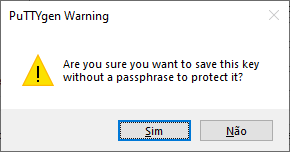 PuTTYgen Warning
Are you sure you want to save this key
without a passphrase to protect it?
Sim Não